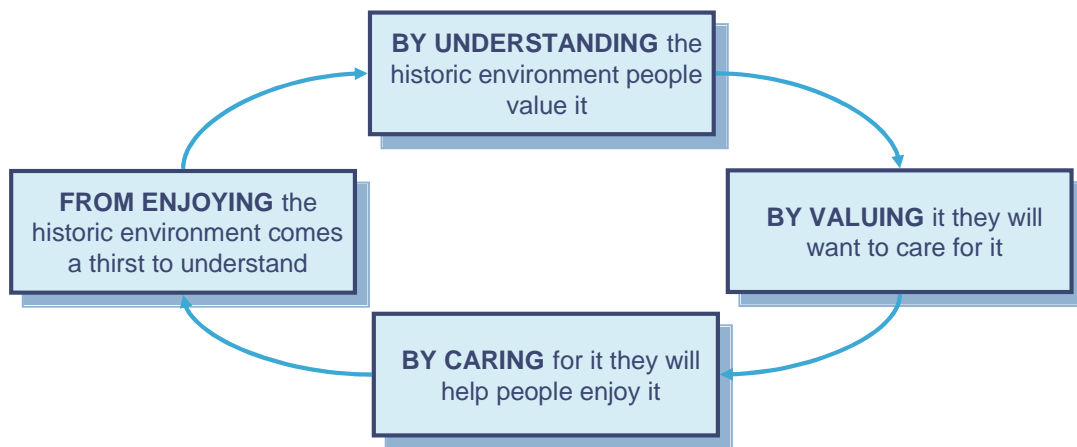 BY UNDERSTANDING the
historic environment people
value it
BY VALUING it they will
want to care for it
BY CARING for it they will
help people enjoy it
FROM ENJOYING the
historic environment comes
a thirst to understand